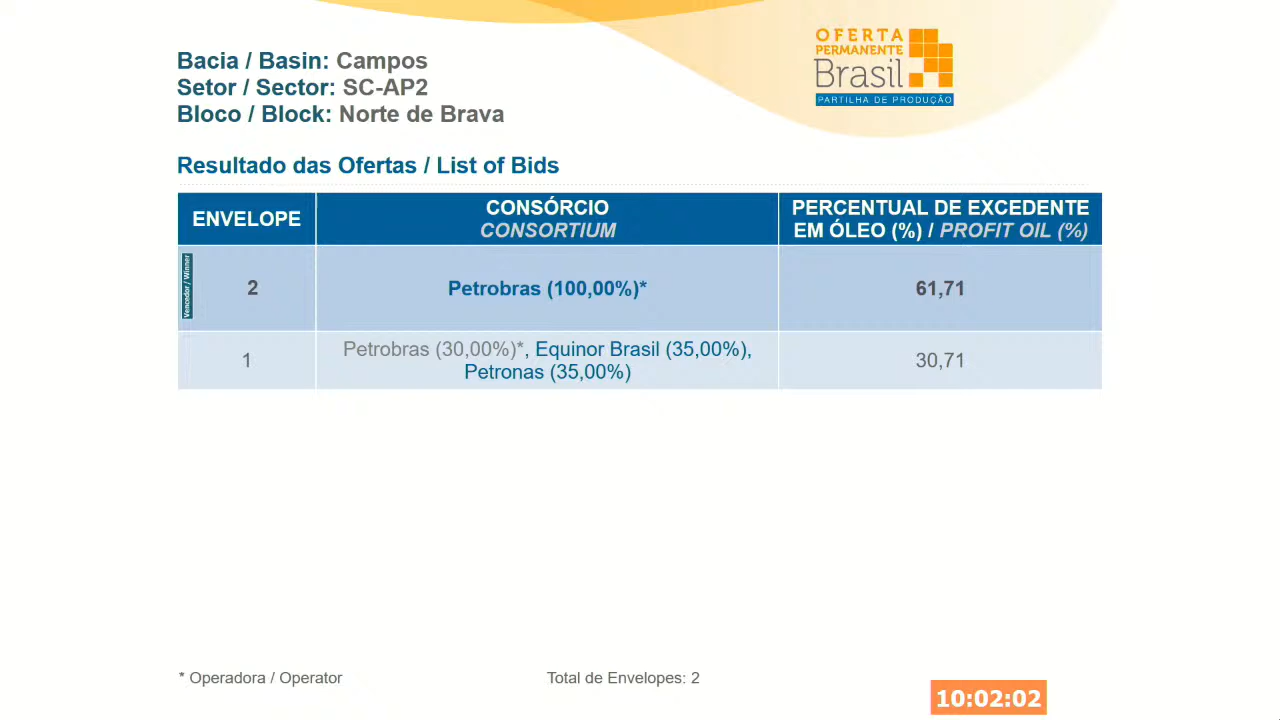 Bacia / Basin: Campos
Setor / Sector: SC-AP2
Bloco / Block: Norte de Brava
OFERTA
PERMANENTE
Brasil
PARTILHA DE PRODUÇÃO
Resultado das Ofertas / List of Bids
ENVELOPE
CONSÓRCIO
CONSORTIUM
PERCENTUAL DE EXCEDENTE
EM ÓLEO (%) / PROFIT OIL (%)
Vencedor / Winner
2
Petrobras (100,00%)*
61,71
1
Petrobras (30,00%)*, Equinor Brasil (35,00%),
Petronas (35,00%)
30,71
* Operadora / Operator
Total de Envelopes: 2
10:02:02